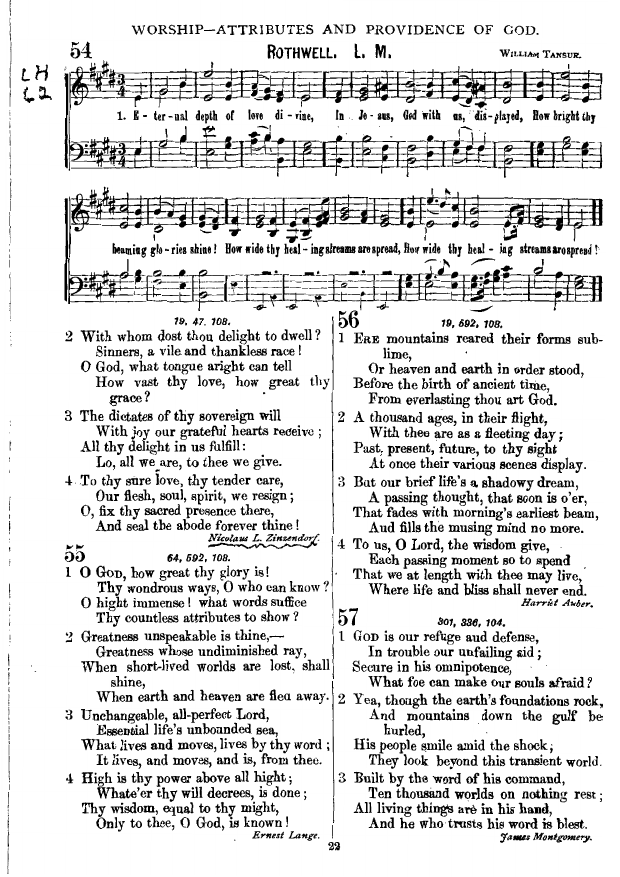 WORSHIP—ATTRIBUTES AND PROVIDENCE OF GOD.
54
ROTHWELL. L. M.
WILLIAM TANSUR.
LH
62
1. E - ter - nal depth of love di - vine, In Je - sus, God with us, dis - played, How bright thy
beaming glo - ries shine! How wide thy heal - ing streams are spread, How wide thy heal - ing streams are spread!
19, 47, 108.
2 With whom dost thou delight to dwell?
Sinners, a vile and thankless race!
O God, what tongue aright can tell
How vast thy love, how great thy
grace?
3 The dictates of thy sovereign will
With joy our grateful hearts receive;
All thy delight in us fulfill:
Lo, all we are, to thee we give.
4 To thy sure love, thy tender care,
Our flesh, soul, spirit, we resign;
O, fix thy sacred presence there,
And seal the abode forever thine!
Nicolaus L. Zinzendorf.
55
64, 592, 108.
1 O GOD, how great thy glory is!
Thy wondrous ways, O who can know?
O hight immense! what words suffice
Thy countless attributes to show?
2 Greatness unspeakable is thine,—
Greatness whose undiminished ray,
When short-lived worlds are lost, shall
shine,
When earth and heaven are fled away.
3 Unchangeable, all-perfect Lord,
Essential life's unbounded sea,
What lives and moves, lives by thy word;
It lives, and moves, and is, from thee.
4 High is thy power above all hight;
Whate'er thy will decrees, is done;
Thy wisdom, equal to thy might,
Only to thee, O God, is known!
Ernest Lange.
56
19, 592, 108.
1 ERE mountains reared their forms sub-
lime,
Or heaven and earth in order stood,
Before the birth of ancient time,
From everlasting thou art God.
2 A thousand ages, in their flight,
With thee are as a fleeting day;
Past, present, future, to thy sight
At once their various scenes display.
3 But our brief life's a shadowy dream,
A passing thought, that soon is o'er,
That fades with morning's earliest beam,
And fills the musing mind no more.
4 To us, O Lord, the wisdom give,
Each passing moment so to spend
That we at length with thee may live,
Where life and bliss shall never end.
Harriet Auber.
57
301, 336, 104.
1 GOD is our refuge and defense,
In trouble our unfailing aid;
Secure in his omnipotence,
What foe can make our souls afraid?
2 Yea, though the earth's foundations rock,
And mountains down the gulf be
hurled,
His people smile amid the shock;
They look beyond this transient world.
3 Built by the word of his command,
Ten thousand worlds on nothing rest;
All living things are in his hand,
And he who trusts his word is blest.
James Montgomery.
22